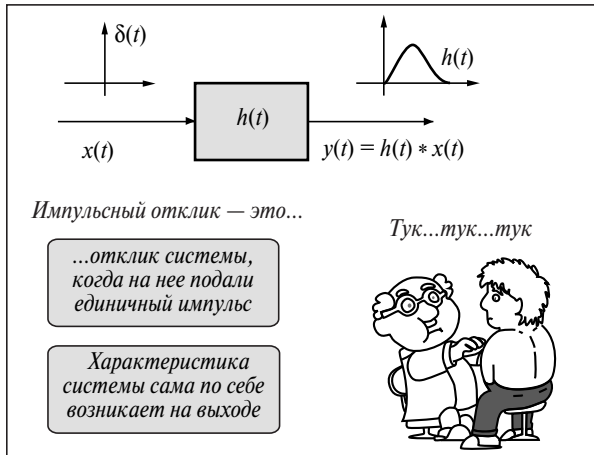 δ(t)
h(t)
h(t)
x(t)
y(t) = h(t) * x(t)
Импульсный отклик — это...
...отклик системы,
когда на нее подали
единичный импульс
Характеристика
системы сама по себе
возникает на выходе
Тук...тук...тук